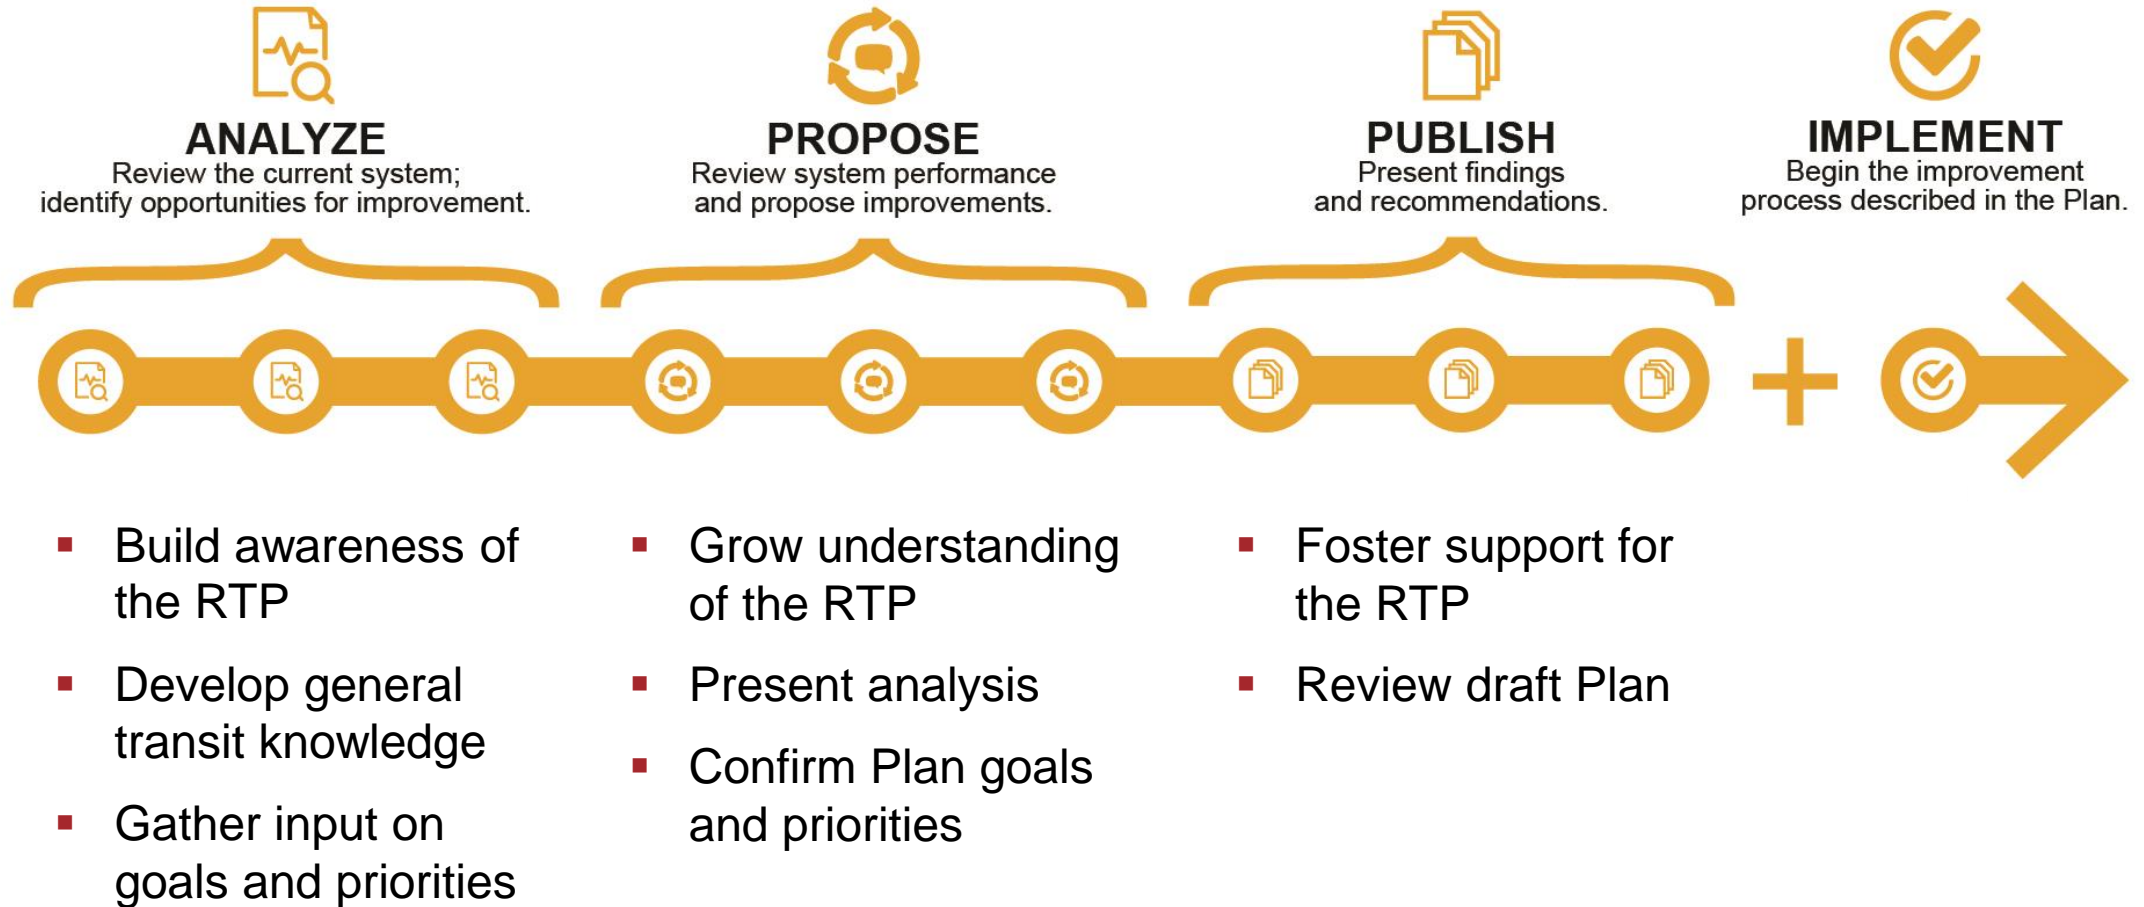 ANALYZE
Review the current system;
identify opportunities for improvement.
PROPOSE
Review system performance
and propose improvements.
PUBLISH
Present findings
and recommendations.
IMPLEMENT
Begin the improvement
process described in the Plan.
▪ Build awareness of
the RTP
▪ Develop general
transit knowledge
▪ Gather input on
goals and priorities
▪ Grow understanding
of the RTP
▪ Present analysis
▪ Confirm Plan goals
and priorities
▪ Foster support for
the RTP
▪ Review draft Plan